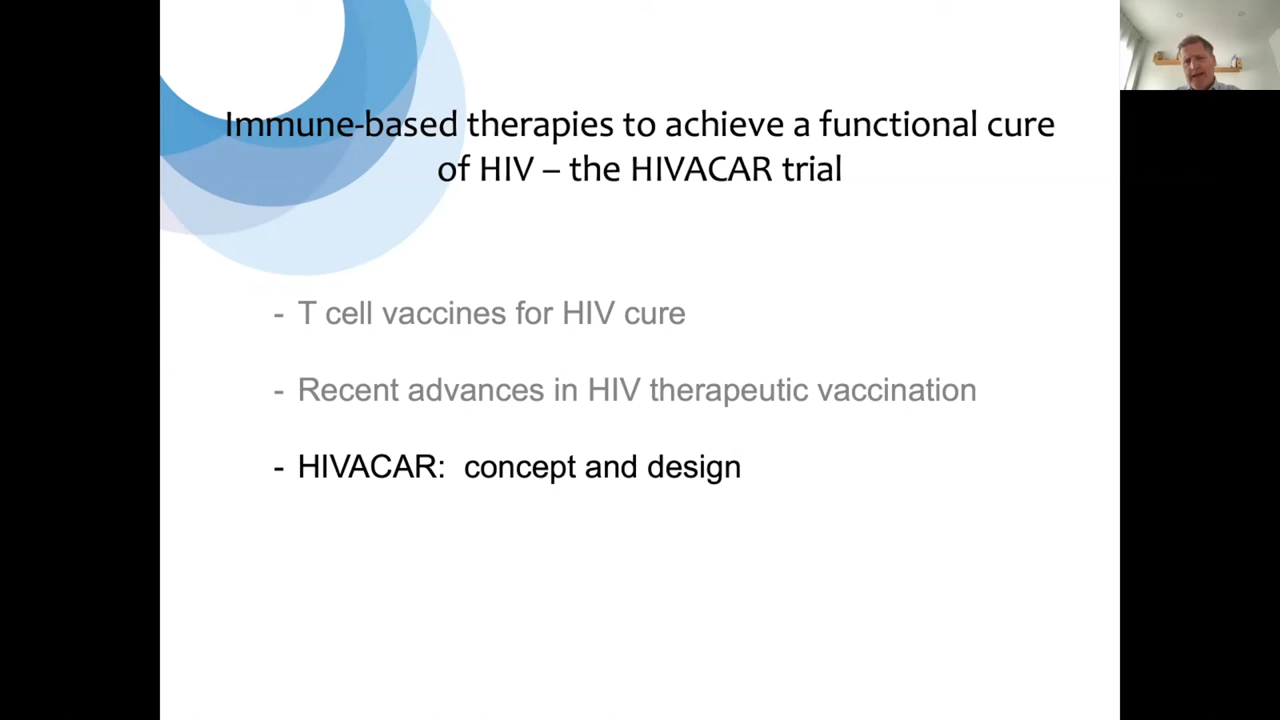 Immune-based therapies to achieve a functional cure
of HIV – the HIVACAR trial
- T cell vaccines for HIV cure
- Recent advances in HIV therapeutic vaccination
- HIVACAR: concept and design